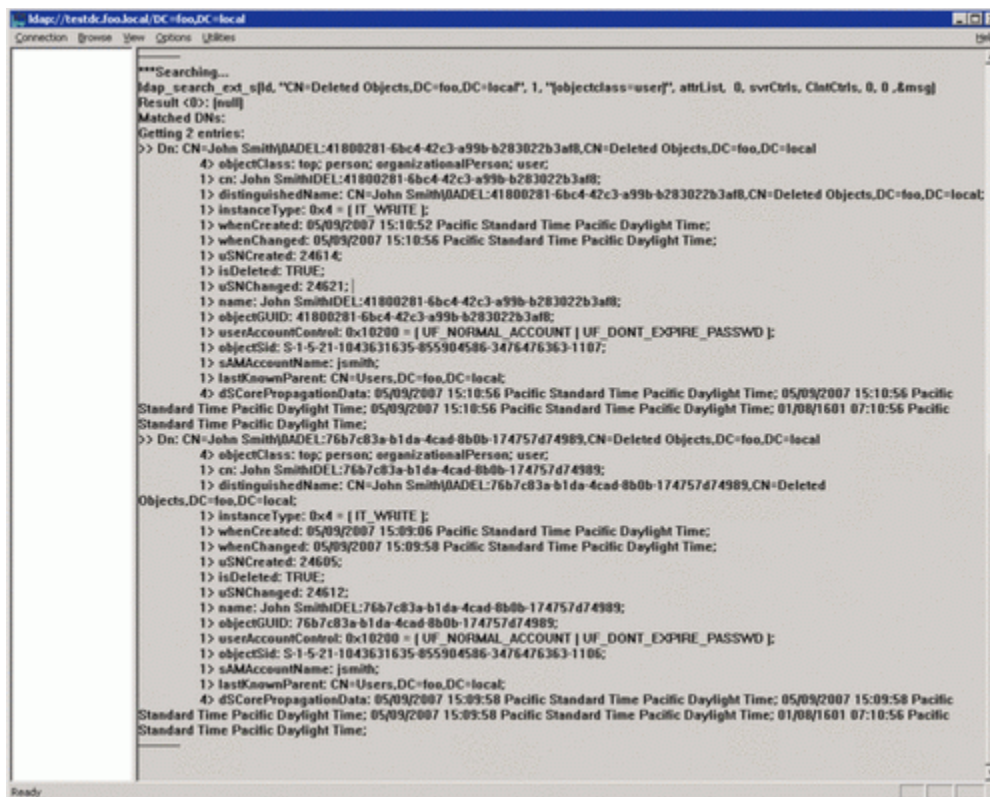 ldap://testdc.foo.local/DC=foo,DC=local
Connection Browse View Options Utilities
***Searching...
ldap_search_ext_s(ld, "CN=Deleted Objects,DC=foo,DC=local", 1, "(objectclass=user)", attrList, 0, svrCtrls, ClntCtrls, 0, 0 ,&msg)
Result <0>: (null)
Matched DNs:
Getting 2 entries:
>> Dn: CN=John Smith\0ADEL:41800281-6bc4-42c3-a99b-b283022b3af8,CN=Deleted Objects,DC=foo,DC=local
4> objectClass: top; person; organizationalPerson; user;
1> cn: John Smith|DEL:41800281-6bc4-42c3-a99b-b283022b3af8;
1> distinguishedName: CN=John Smith\0ADEL:41800281-6bc4-42c3-a99b-b283022b3af8,CN=Deleted Objects,DC=foo,DC=local;
1> instanceType: 0x4 = ( IT_WRITE );
1> whenCreated: 05/09/2007 15:10:52 Pacific Standard Time Pacific Daylight Time;
1> whenChanged: 05/09/2007 15:10:56 Pacific Standard Time Pacific Daylight Time;
1> uSNCreated: 24614;
1> isDeleted: TRUE;
1> uSNChanged: 24621;
1> name: John Smith|DEL:41800281-6bc4-42c3-a99b-b283022b3af8;
1> objectGUID: 41800281-6bc4-42c3-a99b-b283022b3af8;
1> userAccountControl: 0x10200 = ( UF_NORMAL_ACCOUNT | UF_DONT_EXPIRE_PASSWD );
1> objectSid: S-1-5-21-1043631635-855904586-3476476363-1107;
1> sAMAccountName: jsmith;
1> lastKnownParent: CN=Users,DC=foo,DC=local;
4> dSCorePropagationData: 05/09/2007 15:10:56 Pacific Standard Time Pacific Daylight Time; 05/09/2007 15:10:56 Pacific
Standard Time Pacific Daylight Time; 05/09/2007 15:10:56 Pacific Standard Time Pacific Daylight Time; 01/08/1601 07:10:56 Pacific
Standard Time Pacific Daylight Time;
>> Dn: CN=John Smith\0ADEL:76b7c83a-b1da-4cad-8b0b-174757d74989,CN=Deleted Objects,DC=foo,DC=local
4> objectClass: top; person; organizationalPerson; user;
1> cn: John Smith|DEL:76b7c83a-b1da-4cad-8b0b-174757d74989;
1> distinguishedName: CN=John Smith\0ADEL:76b7c83a-b1da-4cad-8b0b-174757d74989,CN=Deleted
Objects,DC=foo,DC=local;
1> instanceType: 0x4 = ( IT_WRITE );
1> whenCreated: 05/09/2007 15:09:06 Pacific Standard Time Pacific Daylight Time;
1> whenChanged: 05/09/2007 15:09:58 Pacific Standard Time Pacific Daylight Time;
1> uSNCreated: 24605;
1> isDeleted: TRUE;
1> uSNChanged: 24612;
1> name: John Smith|DEL:76b7c83a-b1da-4cad-8b0b-174757d74989;
1> objectGUID: 76b7c83a-b1da-4cad-8b0b-174757d74989;
1> userAccountControl: 0x10200 = ( UF_NORMAL_ACCOUNT | UF_DONT_EXPIRE_PASSWD );
1> objectSid: S-1-5-21-1043631635-855904586-3476476363-1106;
1> sAMAccountName: jsmith;
1> lastKnownParent: CN=Users,DC=foo,DC=local;
4> dSCorePropagationData: 05/09/2007 15:09:58 Pacific Standard Time Pacific Daylight Time; 05/09/2007 15:09:58 Pacific
Standard Time Pacific Daylight Time; 05/09/2007 15:09:58 Pacific Standard Time Pacific Daylight Time; 01/08/1601 07:10:56 Pacific
Standard Time Pacific Daylight Time;
Ready